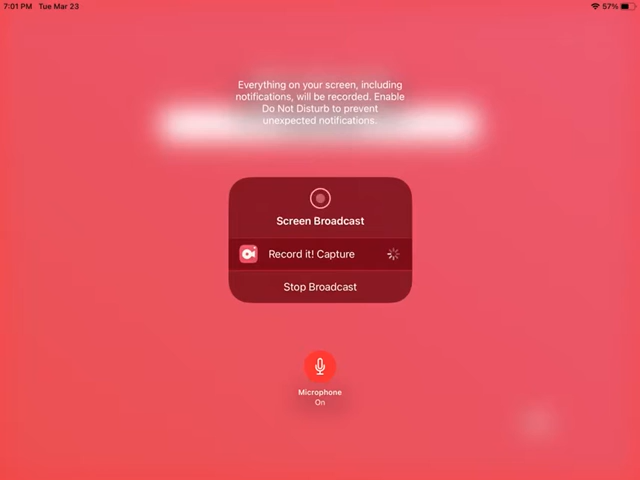 7:01 PM Tue Mar 23 57%
Everything on your screen, including
notifications, will be recorded. Enable
Do Not Disturb to prevent
unexpected notifications.
Screen Broadcast
Record it! Capture
Stop Broadcast
Microphone
On